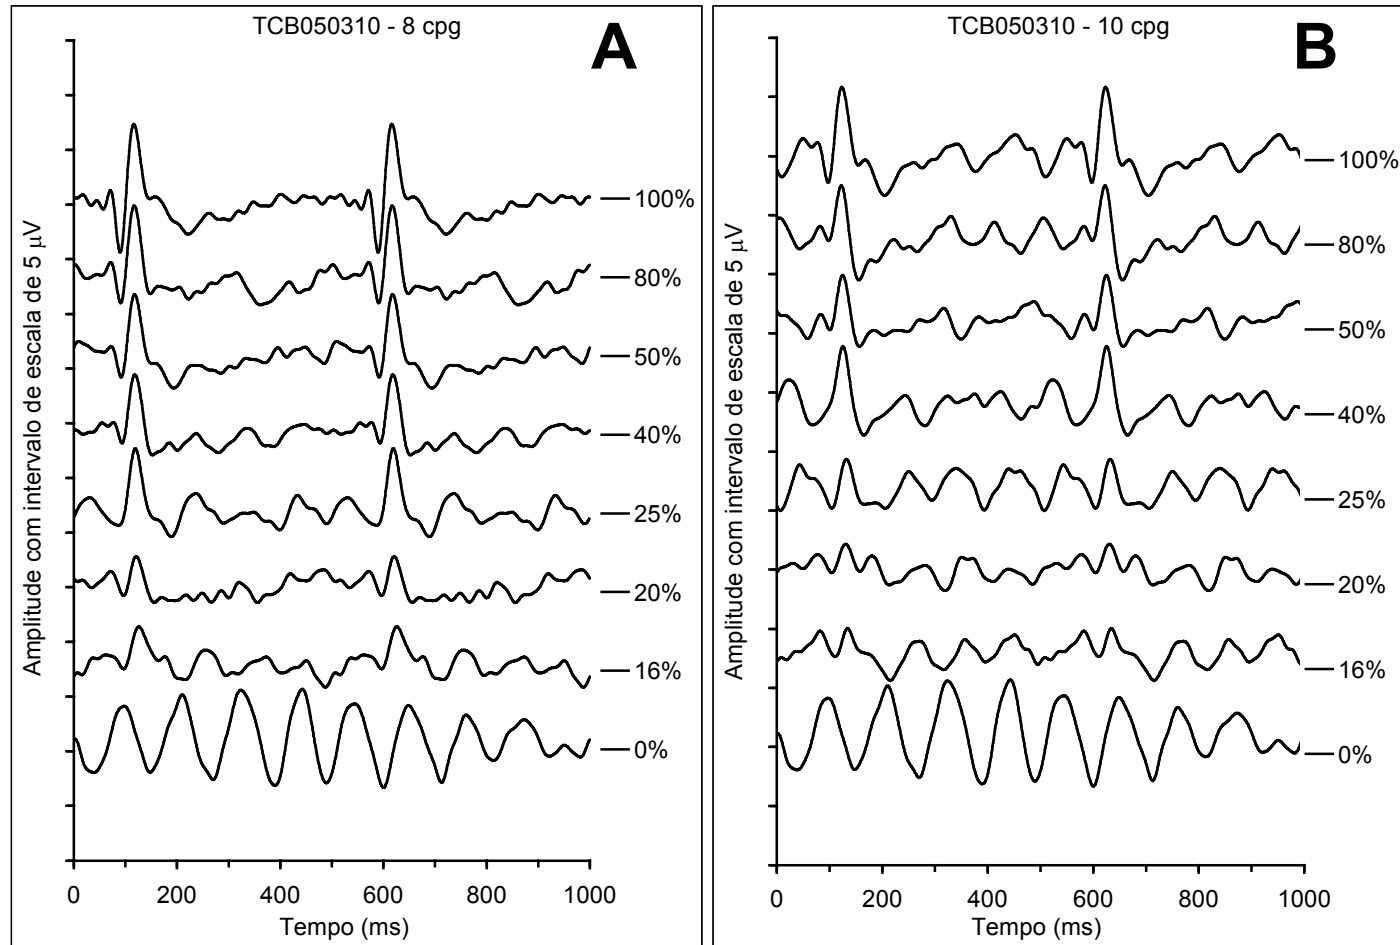 TCB050310 - 8 cpg
A
Amplitude com intervalo de escala de 5 μV
100%
80%
50%
40%
25%
20%
16%
0%
0 200 400 600 800 1000
Tempo (ms)
TCB050310 - 10 cpg
B
Amplitude com intervalo de escala de 5 μV
100%
80%
50%
40%
25%
20%
16%
0%
0 200 400 600 800 1000
Tempo (ms)